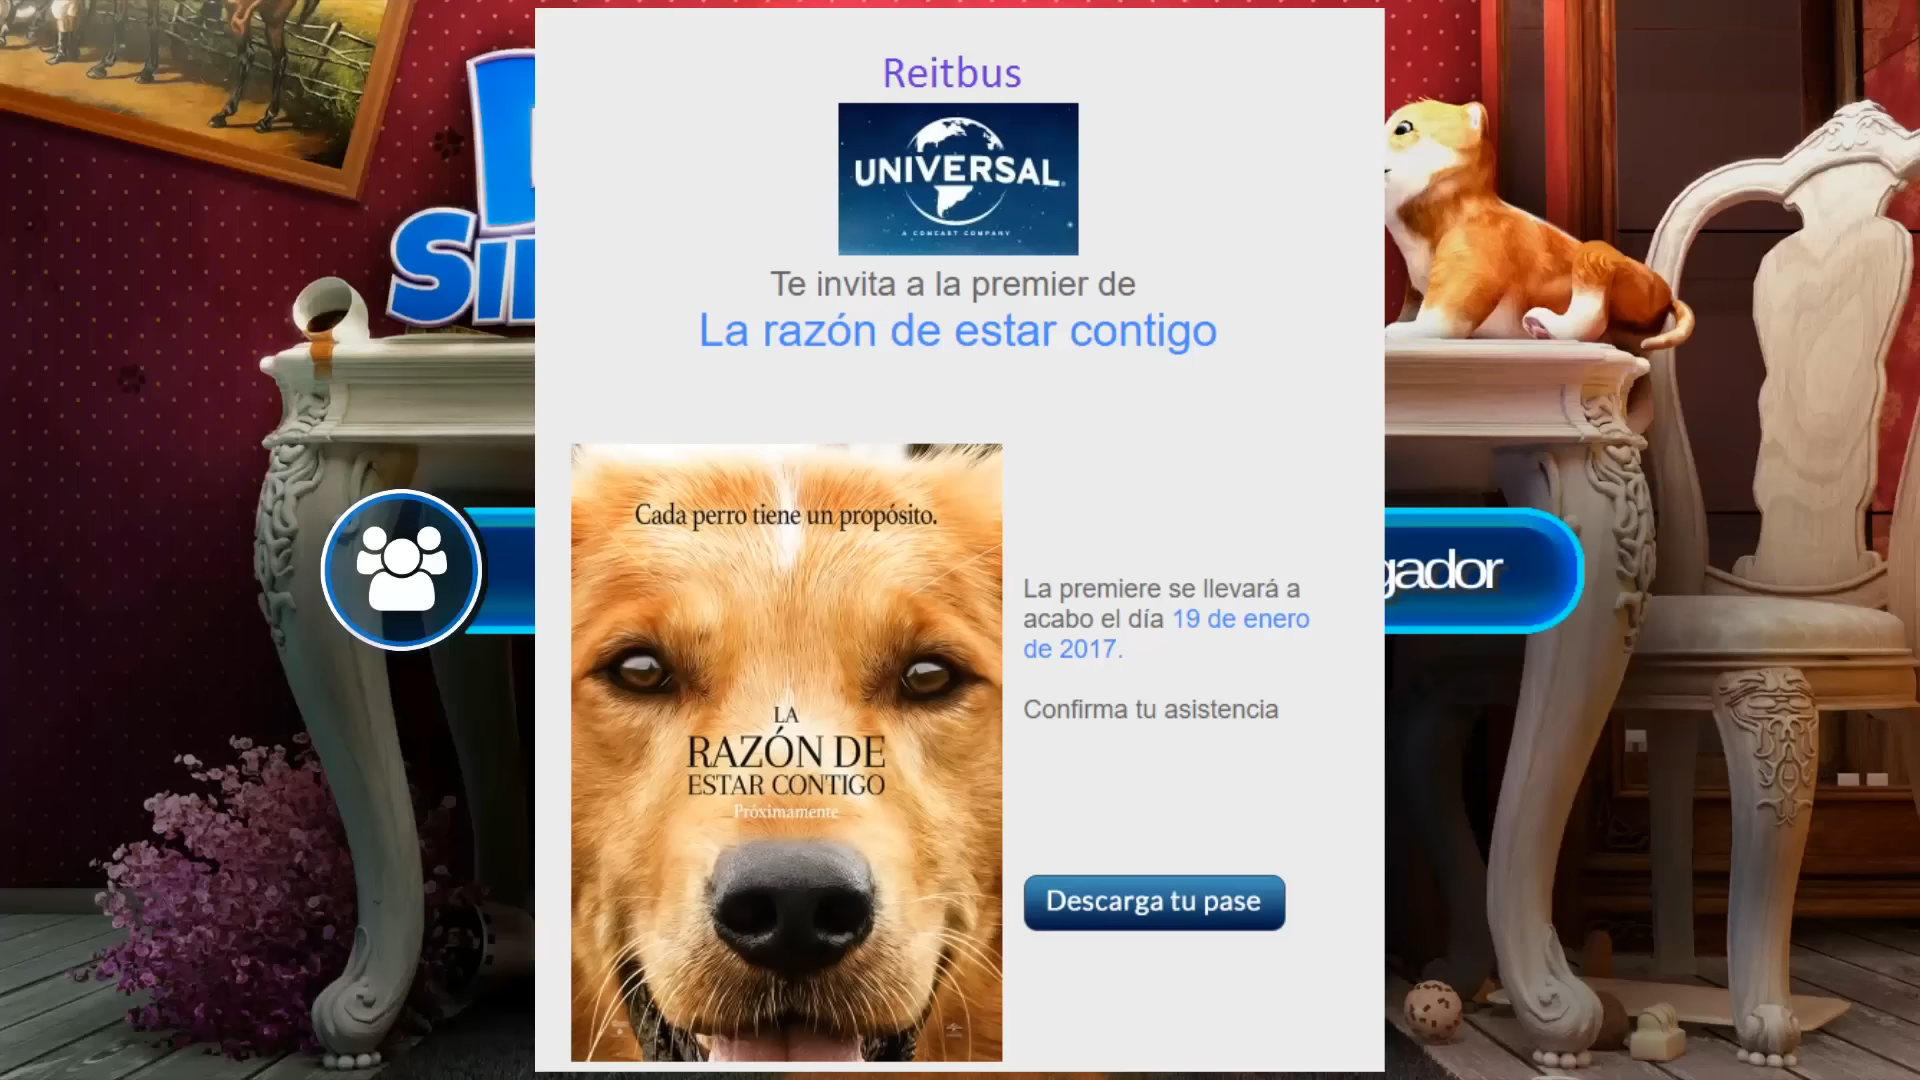 Reitbus
UNIVERSAL
A COMCAST COMPANY
Te invita a la premier de
La razón de estar contigo
Cada perro tiene un propósito.
LA
RAZÓN DE
ESTAR CONTIGO
Próximamente
La premiere se llevará a
acabo el día 19 de enero
de 2017.
Confirma tu asistencia
Descarga tu pase
gador